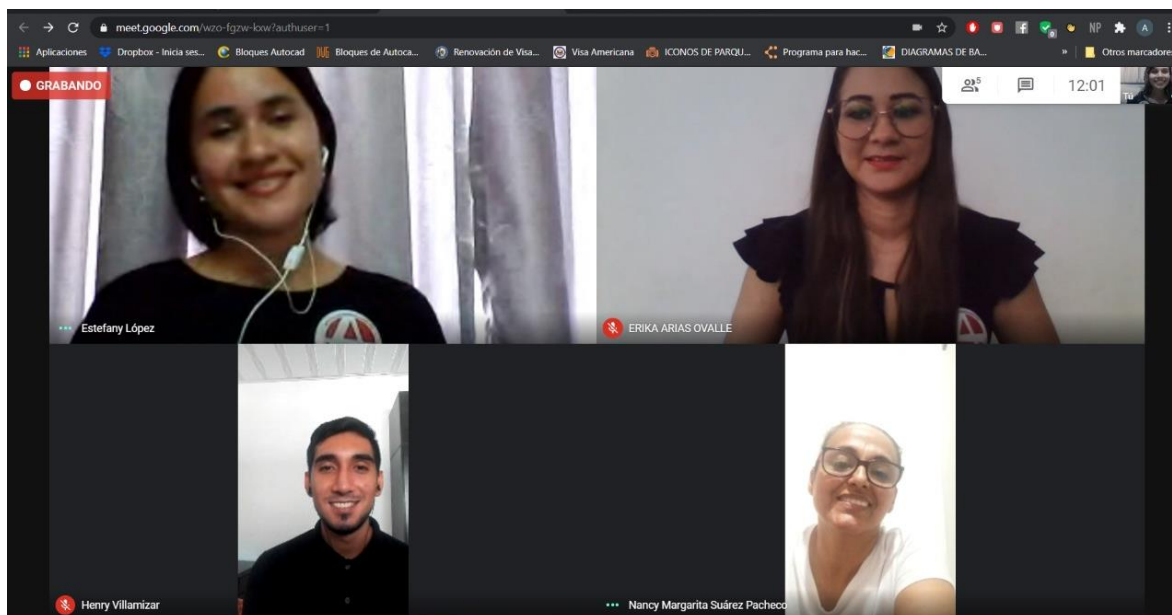 meet.google.com/wzo-fgzw-kxw?authuser=1
NP
A
Aplicaciones
Dropbox - Inicia ses...
Bloques Autocad
Bloques de Autoca...
Renovación de Visa...
Visa Americana
ICONOS DE PARQU...
Programa para hac...
DIAGRAMAS DE BA...
»
Otros marcadores
GRABANDO
5
12:01
Tú
Estefany López
ERIKA ARIAS OVALLE
Henry Villamizar
Nancy Margarita Suárez Pacheco